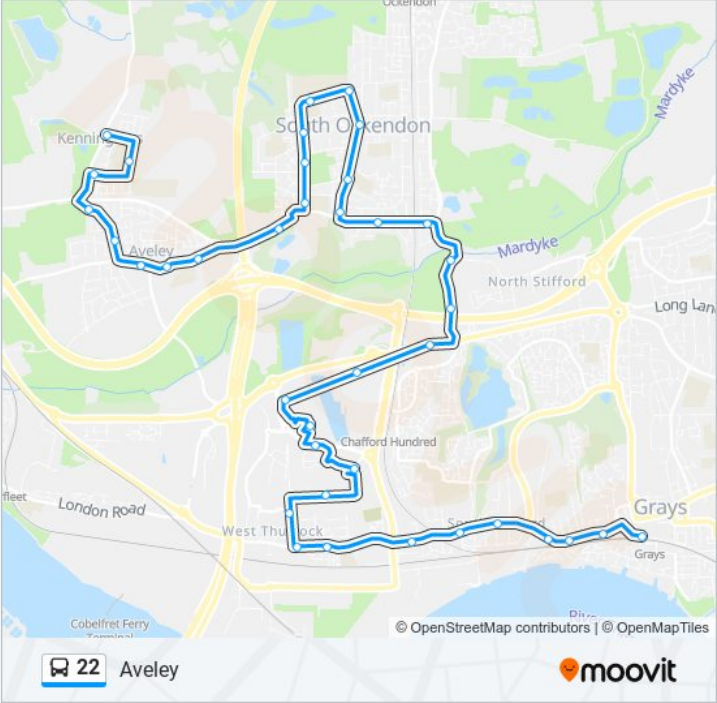 Ockendon
Mardyke
South Ockendon
Aveley
Mardyke
North Stifford
Long Lan
Chafford Hundred
fleet
London Road
West Thurrock
Grays
Grays
Cobelfret Ferry
Terminal
© OpenStreetMap contributors | © OpenMapTiles
22 Aveley
moovit